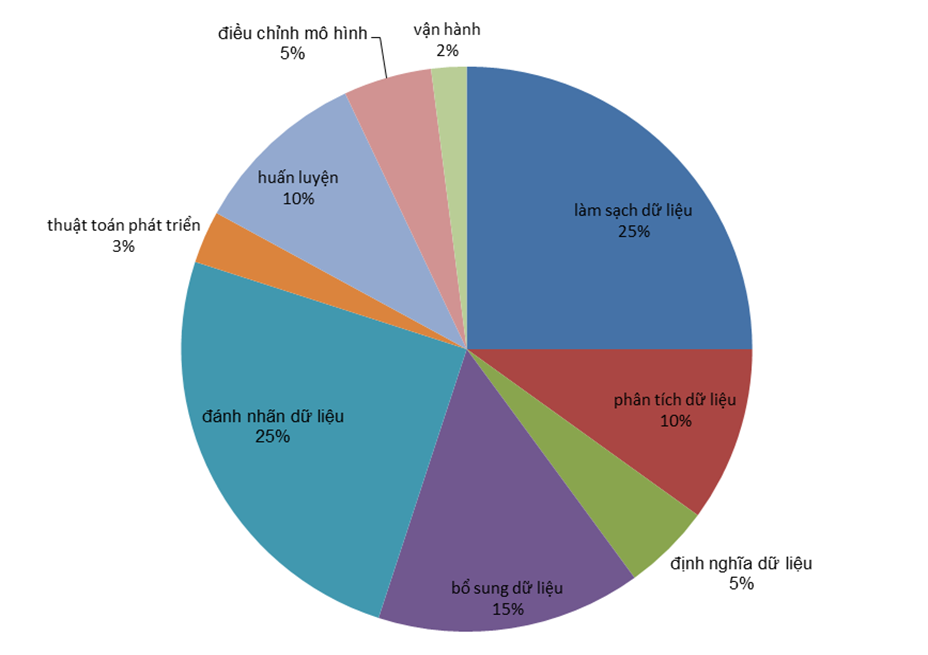 điều chỉnh mô hình
5%
vận hành
2%
huấn luyện
10%
làm sạch dữ liệu
25%
thuật toán phát triển
3%
phân tích dữ liệu
10%
đánh nhãn dữ liệu
25%
định nghĩa dữ liệu
5%
bổ sung dữ liệu
15%